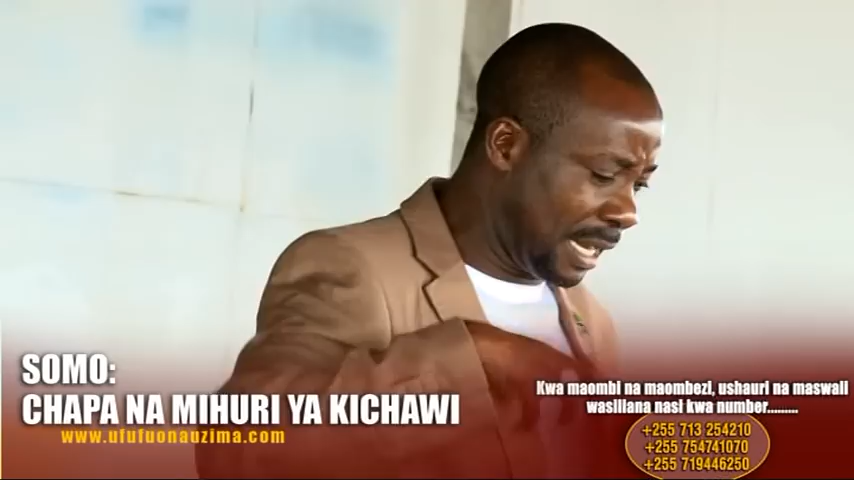 SOMO:
CHAPA NA MIHURI YA KICHAWI
www.ufufuonauzima.com
Kwa maombi na maombezi, ushauri na maswali
wasiliana nasi kwa number.........
+255 713 254210
+255 754741070
+255 719446250